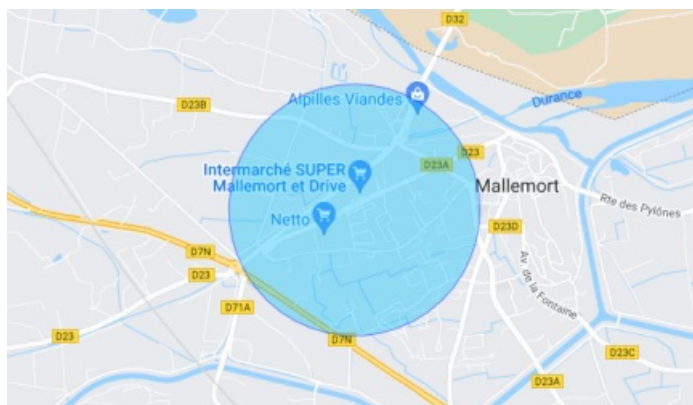 D32
Alpilles Viandes
Durance
D23B
D23
D23A
Intermarché SUPER
Mallemort et Drive
Mallemort
Rte des Pylônes
Netto
D23D
D7N
D23
Av. de la Fontaine
D71A
D23
D7N
D23C
D23A